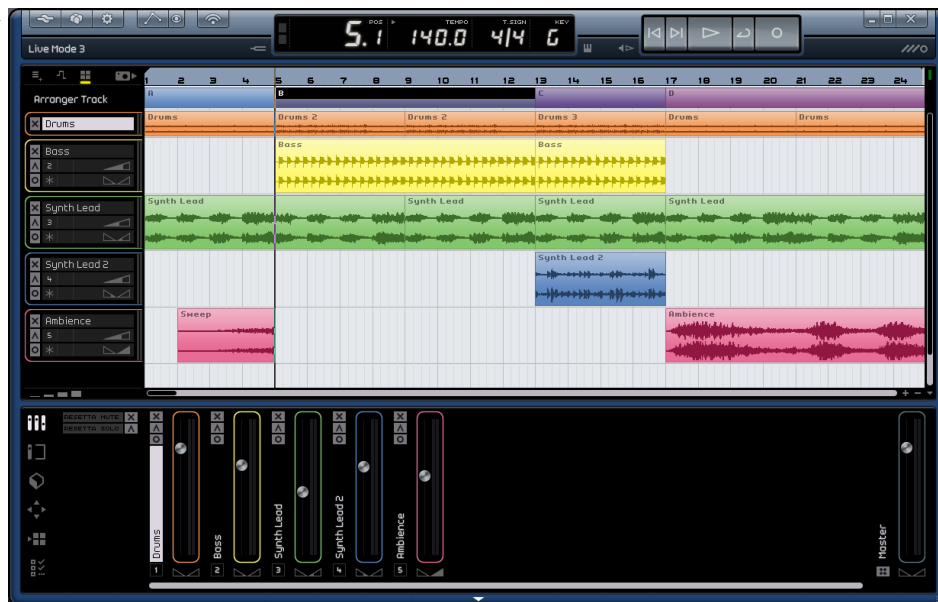 POS
TEMPO
T.SIGN
KEY
5.1
140.0
4|4
G
Live Mode 3
1 2 3 4 5 6 7 8 9 10 11 12 13 14 15 16 17 18 19 20 21 22 23 24
Arranger Track
A
B
C
D
Drums
Drums
Drums 2
Drums 2
Drums 3
Drums
Drums
Bass
2
Bass
Bass
Synth Lead
3
Synth Lead
Synth Lead
Synth Lead
Synth Lead
Synth Lead 2
4
Synth Lead 2
Ambience
5
Sweep
Ambience
RESETTA MUTE
RESETTA SOLO
Drums
Bass
Synth Lead
Synth Lead 2
Ambience
Master
1
2
3
4
5